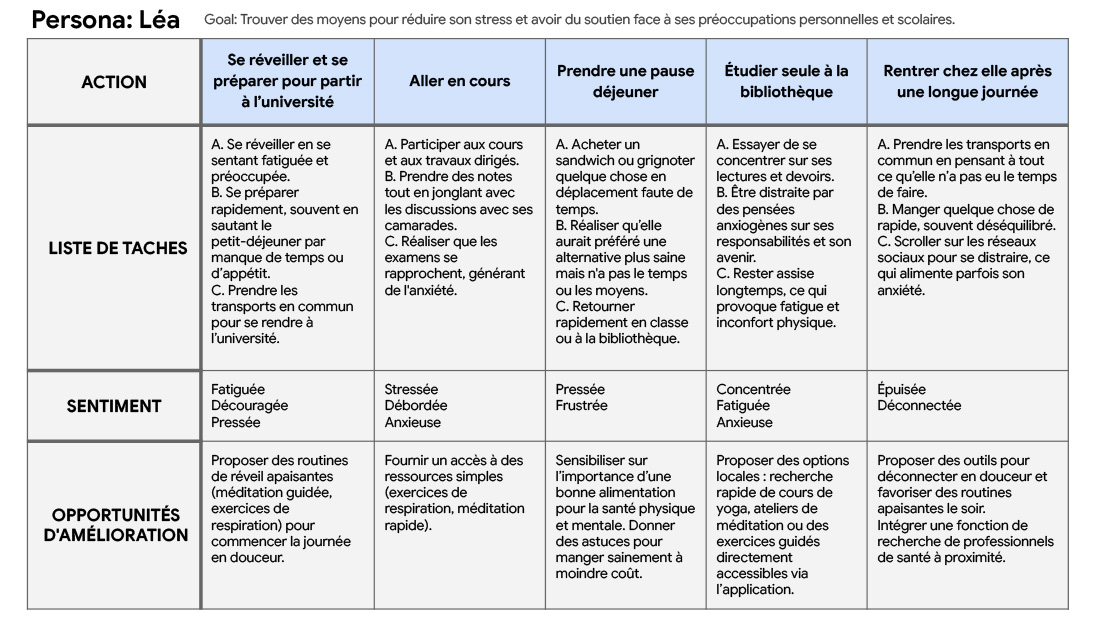 Persona: Léa
Goal: Trouver des moyens pour réduire son stress et avoir du soutien face à ses préoccupations personnelles et scolaires.
ACTION
Se réveiller et se
préparer pour partir
à l’université
Aller en cours
Prendre une pause
déjeuner
Étudier seule à la
bibliothèque
Rentrer chez elle après
une longue journée
LISTE DE TACHES
A. Se réveiller en se
sentant fatiguée et
préoccupée.
B. Se préparer
rapidement, souvent en
sautant le
petit-déjeuner par
manque de temps ou
d’appétit.
C. Prendre les
transports en commun
pour se rendre à
l’université.
A. Participer aux cours
et aux travaux dirigés.
B. Prendre des notes
tout en jonglant avec
les discussions avec ses
camarades.
C. Réaliser que les
examens se
rapprochent, générant
de l'anxiété.
A. Acheter un
sandwich ou grignoter
quelque chose en
déplacement faute de
temps.
B. Réaliser qu’elle
aurait préféré une
alternative plus saine
mais n'a pas le temps
ou les moyens.
C. Retourner
rapidement en classe
ou à la bibliothèque.
A. Essayer de se
concentrer sur ses
lectures et devoirs.
B. Être distraite par
des pensées
anxiogènes sur ses
responsabilités et son
avenir.
C. Rester assise
longtemps, ce qui
provoque fatigue et
inconfort physique.
A. Prendre les transports en
commun en pensant à tout
ce qu’elle n’a pas eu le temps
de faire.
B. Manger quelque chose de
rapide, souvent déséquilibré.
C. Scroller sur les réseaux
sociaux pour se distraire, ce
qui alimente parfois son
anxiété.
SENTIMENT
Fatiguée
Découragée
Pressée
Stressée
Débordée
Anxieuse
Pressée
Frustrée
Concentrée
Fatiguée
Anxieuse
Épuisée
Déconnectée
OPPORTUNITÉS
D'AMÉLIORATION
Proposer des routines
de réveil apaisantes
(méditation guidée,
exercices de
respiration) pour
commencer la journée
en douceur.
Fournir un accès à des
ressources simples
(exercices de
respiration, méditation
rapide).
Sensibiliser sur
l’importance d’une
bonne alimentation
pour la santé physique
et mentale. Donner
des astuces pour
manger sainement à
moindre coût.
Proposer des options
locales : recherche
rapide de cours de
yoga, ateliers de
méditation ou des
exercices guidés
directement
accessibles via
l’application.
Proposer des outils pour
déconnecter en douceur et
favoriser des routines
apaisantes le soir.
Intégrer une fonction de
recherche de professionnels
de santé à proximité.